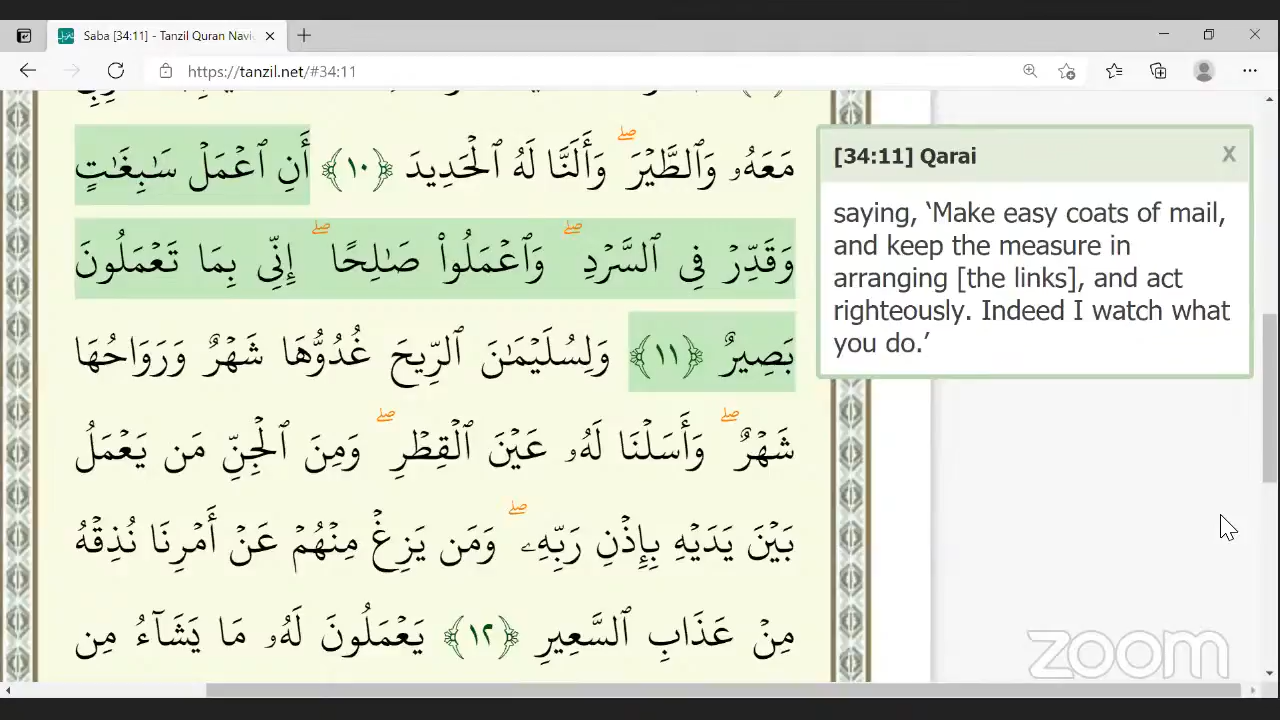 Saba [34:11] - Tanzil Quran Navi
https://tanzil.net/#34:11
مَعَهُۥ وَٱلطَّيْرَ ۖ وَأَلَنَّا لَهُ ٱلْحَدِيدَ ﴿١٠﴾ أَنِ ٱعْمَلْ سَـٰبِغَـٰتٍ
وَقَدِّرْ فِى ٱلسَّرْدِ ۖ وَٱعْمَلُوا۟ صَـٰلِحًا ۖ إِنِّى بِمَا تَعْمَلُونَ
بَصِيرٌ ﴿١١﴾ وَلِسُلَيْمَـٰنَ ٱلرِّيحَ غُدُوُّهَا شَهْرٌ وَرَوَاحُهَا
شَهْرٌ ۖ وَأَسَلْنَا لَهُۥ عَيْنَ ٱلْقِطْرِ ۖ وَمِنَ ٱلْجِنِّ مَن يَعْمَلُ
بَيْنَ يَدَيْهِ بِإِذْنِ رَبِّهِۦ ۖ وَمَن يَزِغْ مِنْهُمْ عَنْ أَمْرِنَا نُذِقْهُ
مِنْ عَذَابِ ٱلسَّعِيرِ ﴿١٢﴾ يَعْمَلُونَ لَهُۥ مَا يَشَآءُ مِن
[34:11] Qarai
X
saying, ‘Make easy coats of mail,
and keep the measure in
arranging [the links], and act
righteously. Indeed I watch what
you do.’
zoom